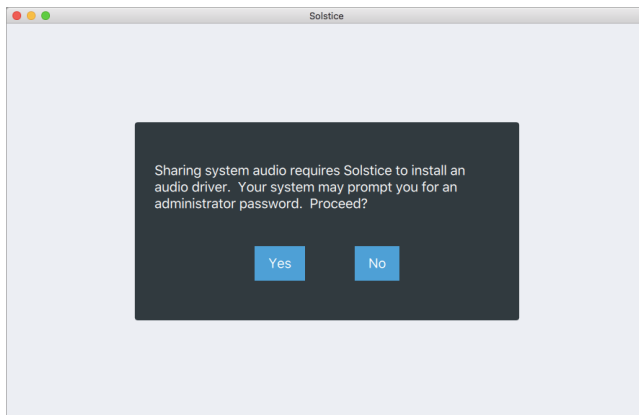 Solstice
Sharing system audio requires Solstice to install an
audio driver.  Your system may prompt you for an
administrator password.  Proceed?
Yes
No